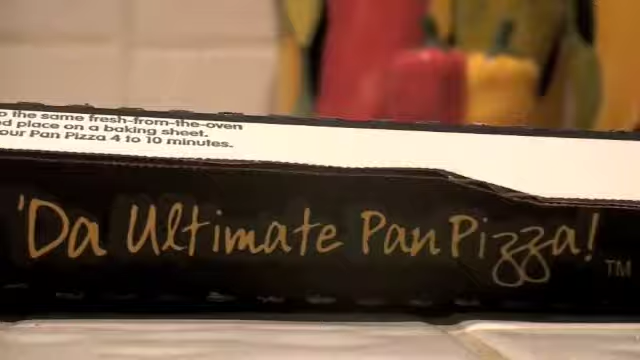 o the same fresh-from-the-oven
d place on a baking sheet.
our Pan Pizza 4 to 10 minutes.
'Da Ultimate Pan Pizza!
TM